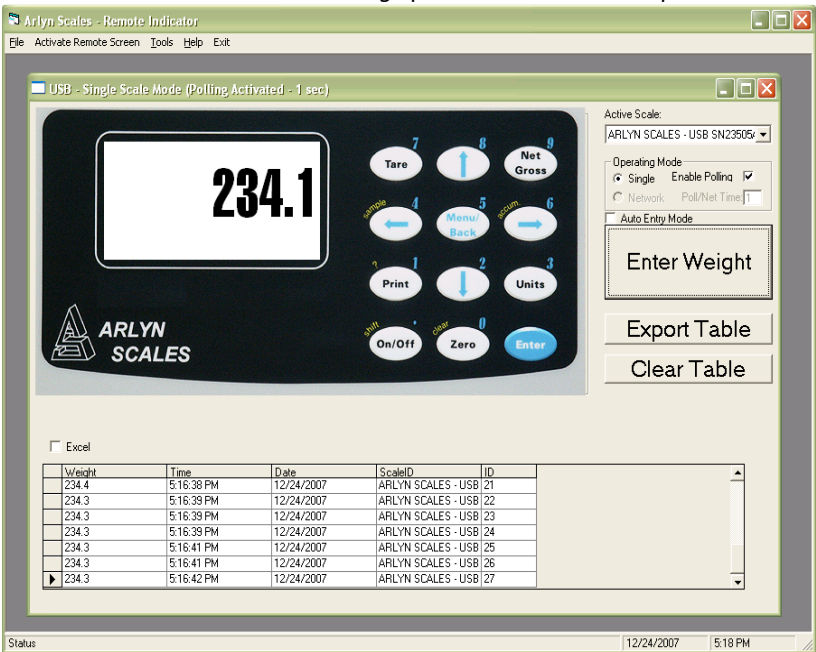 Arlyn Scales - Remote Indicator
File Activate Remote Screen Tools Help Exit
USB - Single Scale Mode (Polling Activated - 1 sec)
Active Scale:
ARLYN SCALES - USB SN23505
Operating Mode
Single Enable Polling
Network Poll/Net Time: 1
Auto Entry Mode
Enter Weight
Export Table
Clear Table
234.1
7 8 9
Tare Net Gross
sample 4 5 accum. 6
Menu/ Back
? 1 2 3
Print Units
shift . clear 0
On/Off Zero Enter
ARLYN
SCALES
Excel
Weight Time Date ScaleID ID
234.4 5:16:38 PM 12/24/2007 ARLYN SCALES - USB 21
234.3 5:16:39 PM 12/24/2007 ARLYN SCALES - USB 22
234.3 5:16:39 PM 12/24/2007 ARLYN SCALES - USB 23
234.3 5:16:39 PM 12/24/2007 ARLYN SCALES - USB 24
234.3 5:16:41 PM 12/24/2007 ARLYN SCALES - USB 25
234.3 5:16:41 PM 12/24/2007 ARLYN SCALES - USB 26
234.3 5:16:42 PM 12/24/2007 ARLYN SCALES - USB 27
Status 12/24/2007 5:18 PM